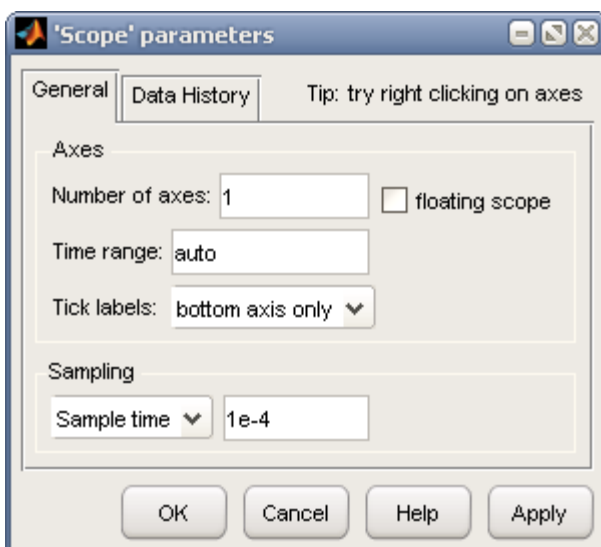 'Scope' parameters
General
Data History
Tip: try right clicking on axes
Axes
Number of axes: 1
floating scope
Time range: auto
Tick labels: bottom axis only
Sampling
Sample time 1e-4
OK Cancel Help Apply